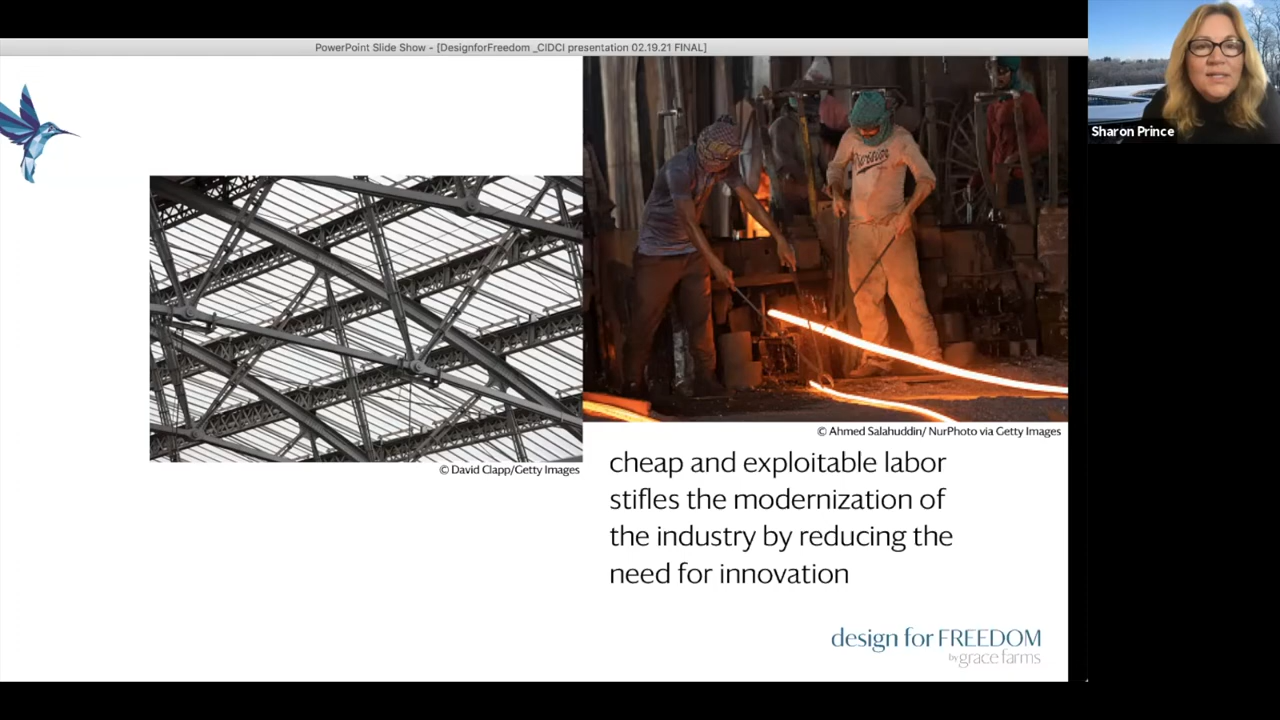 PowerPoint Slide Show - [DesignforFreedom _CIDCI presentation 02.19.21 FINAL]
Sharon Prince
© Ahmed Salahuddin/ NurPhoto via Getty Images
© David Clapp/Getty Images
cheap and exploitable labor
stifles the modernization of
the industry by reducing the
need for innovation
design for FREEDOM
by grace farms